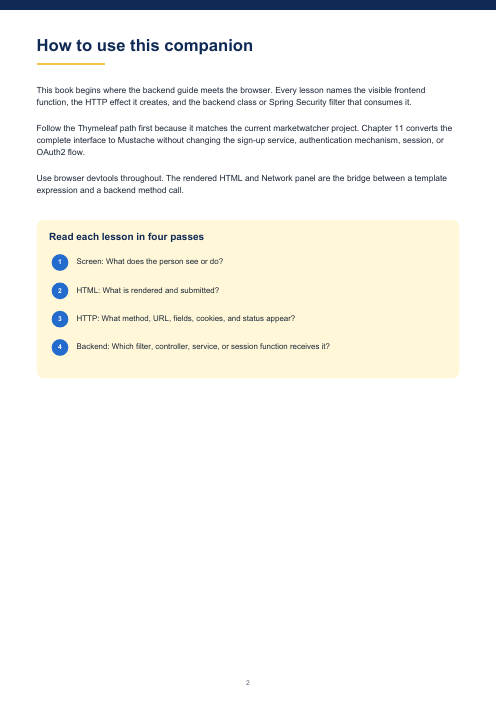 How to use this companion
This book begins where the backend guide meets the browser. Every lesson names the visible frontend
function, the HTTP effect it creates, and the backend class or Spring Security filter that consumes it.
Follow the Thymeleaf path first because it matches the current marketwatcher project. Chapter 11 converts the
complete interface to Mustache without changing the sign-up service, authentication mechanism, session, or
OAuth2 flow.
Use browser devtools throughout. The rendered HTML and Network panel are the bridge between a template
expression and a backend method call.
Read each lesson in four passes
1 Screen: What does the person see or do?
2 HTML: What is rendered and submitted?
3 HTTP: What method, URL, fields, cookies, and status appear?
4 Backend: Which filter, controller, service, or session function receives it?
2